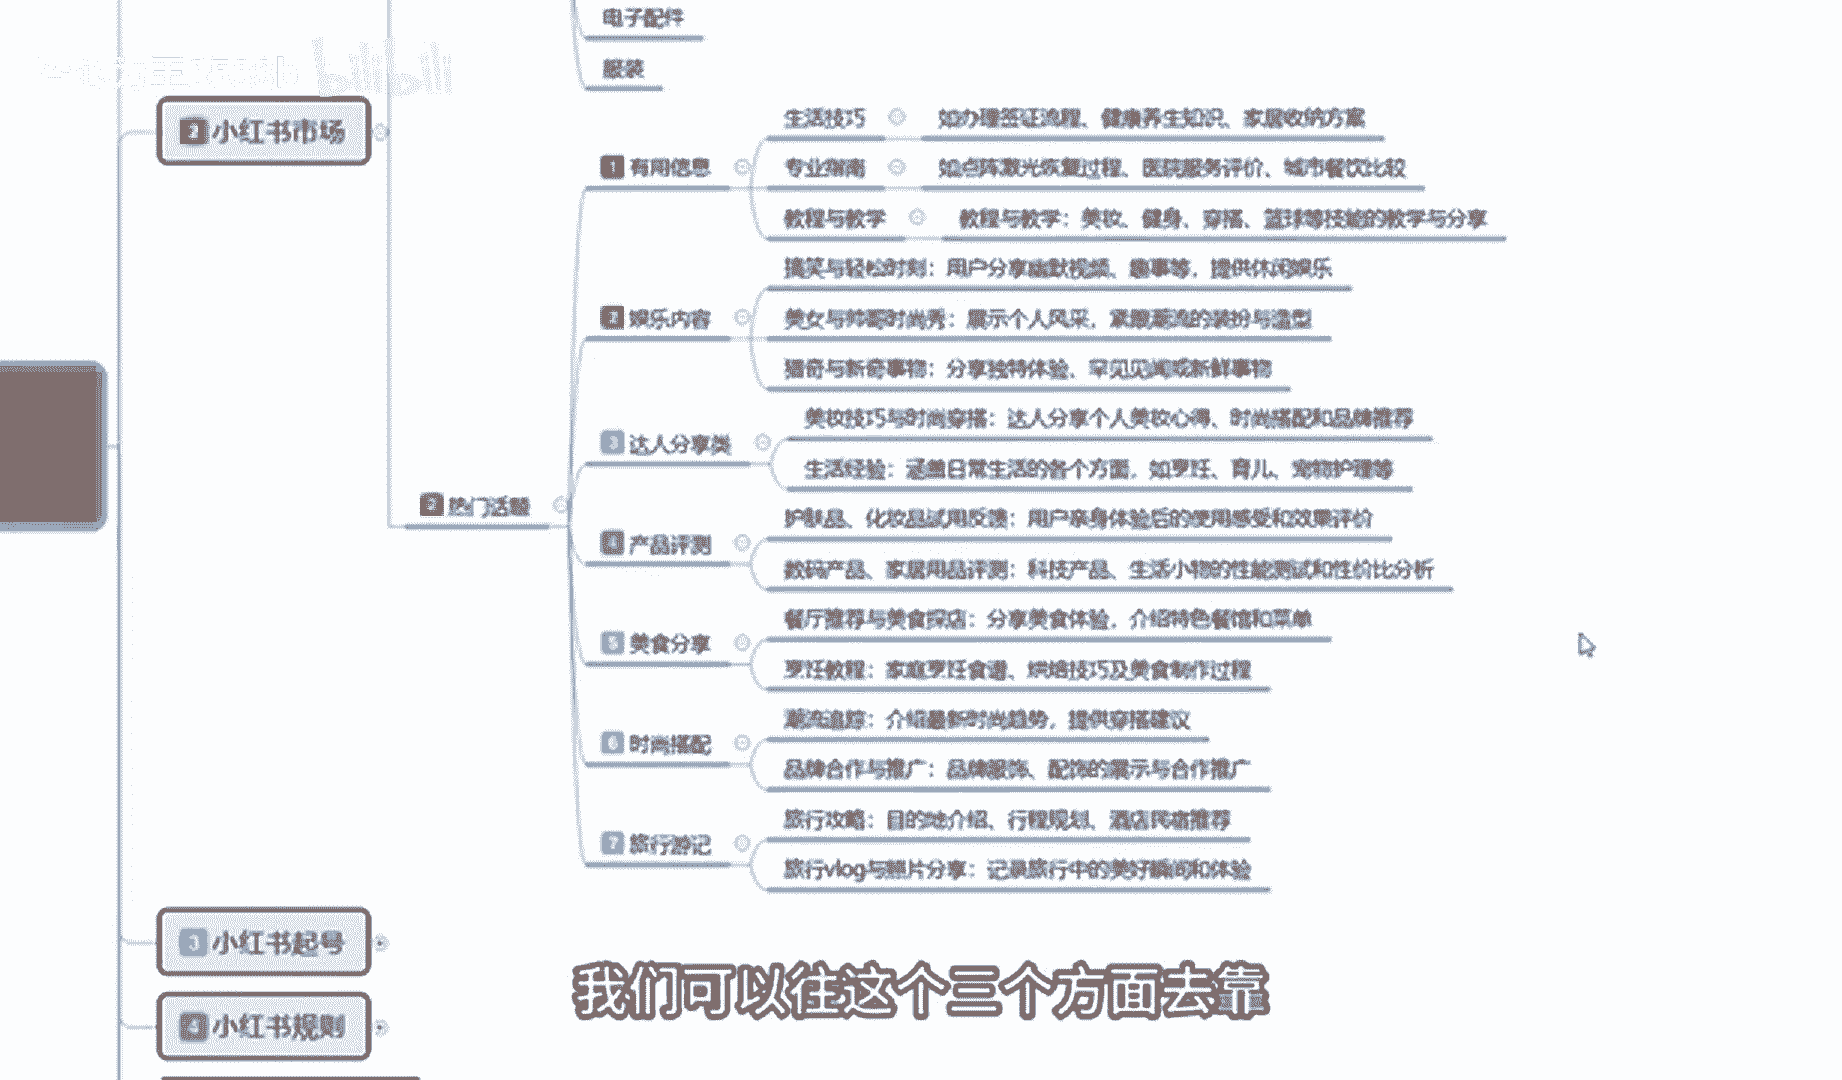 电子配件
服装
bilibili
2 小红书市场
生活技巧 如办理签证流程、健康养生知识、家居收纳方案
1 有用信息
专业指南 如点阵激光恢复过程、医院服务评价、城市餐饮比较
教程与教学 教程与教学：美妆、健身、穿搭、篮球等技能的教学与分享
搞笑与轻松时刻：用户分享幽默视频、趣事等，提供休闲娱乐
2 娱乐内容
美女与帅哥时尚秀：展示个人风采，紧跟潮流的装扮与造型
猎奇与新奇事物：分享独特体验、罕见见闻或新鲜事物
美妆技巧与时尚穿搭：达人分享个人美妆心得、时尚搭配和品牌推荐
3 达人分享类
生活经验：涵盖日常生活的各个方面，如烹饪、育儿、宠物护理等
2 热门话题
护肤品、化妆品试用反馈：用户亲身体验后的使用感受和效果评价
4 产品评测
数码产品、家居用品评测：科技产品、生活小物的性能测试和性价比分析
餐厅推荐与美食探店：分享美食体验，介绍特色餐馆和菜单
5 美食分享
烹饪教程：家庭烹饪食谱、烘焙技巧及美食制作过程
潮流追踪：介绍最新时尚趋势，提供穿搭建议
6 时尚搭配
品牌合作与推广：品牌服饰、配饰的展示与合作推广
旅行攻略：目的地介绍、行程规划、酒店民宿推荐
7 旅行游记
旅行vlog与照片分享：记录旅行中的美好瞬间和体验
3 小红书起号
4 小红书规则
我们可以往这个三个方面去靠